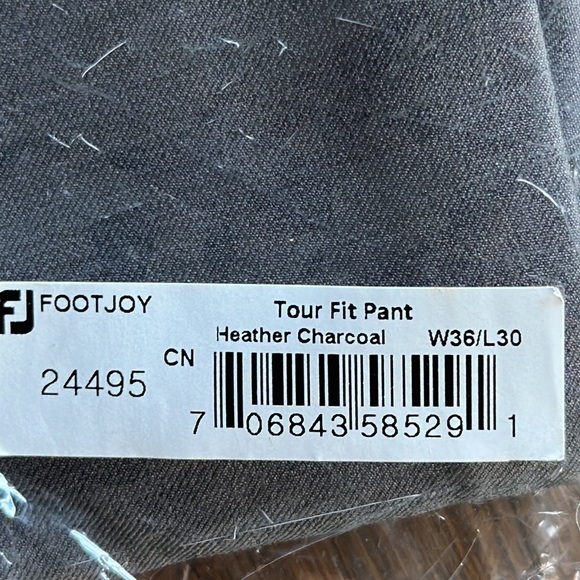 FJ FOOTJOY
Tour Fit Pant
Heather Charcoal W36/L30
24495 CN
7 06843 58529 1